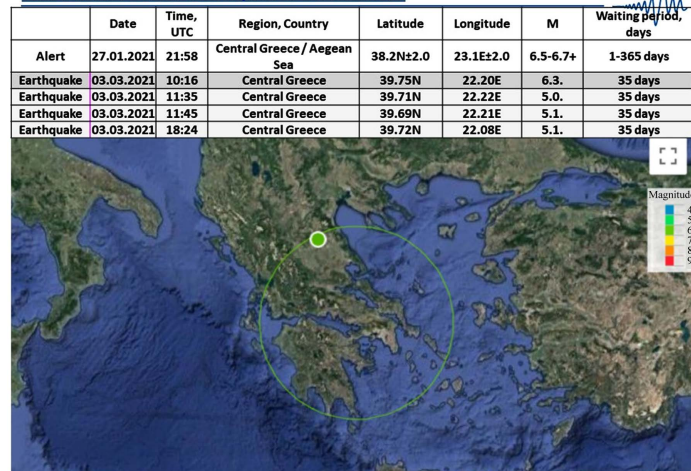 Date Time, UTC Region, Country Latitude Longitude M Waiting period, days
Alert 27.01.2021 21:58 Central Greece/ Aegean Sea 38.2N±2.0 23.1E±2.0 6.5-6.7+ 1-365 days
Earthquake 03.03.2021 10:16 Central Greece 39.75N 22.20E 6.3. 35 days
Earthquake 03.03.2021 11:35 Central Greece 39.71N 22.22E 5.0. 35 days
Earthquake 03.03.2021 11:45 Central Greece 39.69N 22.21E 5.1. 35 days
Earthquake 03.03.2021 18:24 Central Greece 39.72N 22.08E 5.1. 35 days
Magnitude